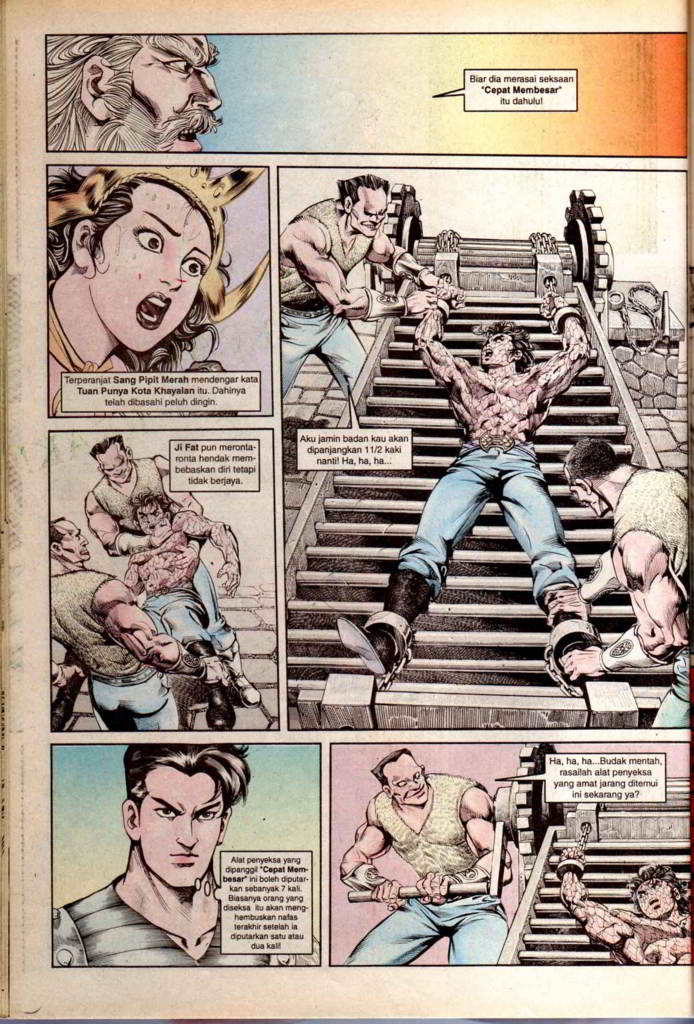 Biar dia merasai seksaan
"Cepat Membesar"
itu dahulu!
Terperanjat Sang Pipit Merah mendengar kata
Tuan Punya Kota Khayalan itu. Dahinya
telah dibasahi peluh dingin.
Aku jamin badan kau akan
dipanjangkan 11/2 kaki
nanti! Ha, ha, ha...
Ji Fat pun meronta-
ronta hendak mem-
bebaskan diri tetapi
tidak berjaya.
Alat penyeksa yang
dipanggil "Cepat Mem-
besar" ini boleh diputar-
kan sebanyak 7 kali.
Biasanya orang yang
diseksa itu akan meng-
hembuskan nafas
terakhir setelah ia
diputarkan satu atau
dua kali!
Ha, ha, ha...Budak mentah,
rasailah alat penyeksa
yang amat jarang ditemui
ini sekarang ya?